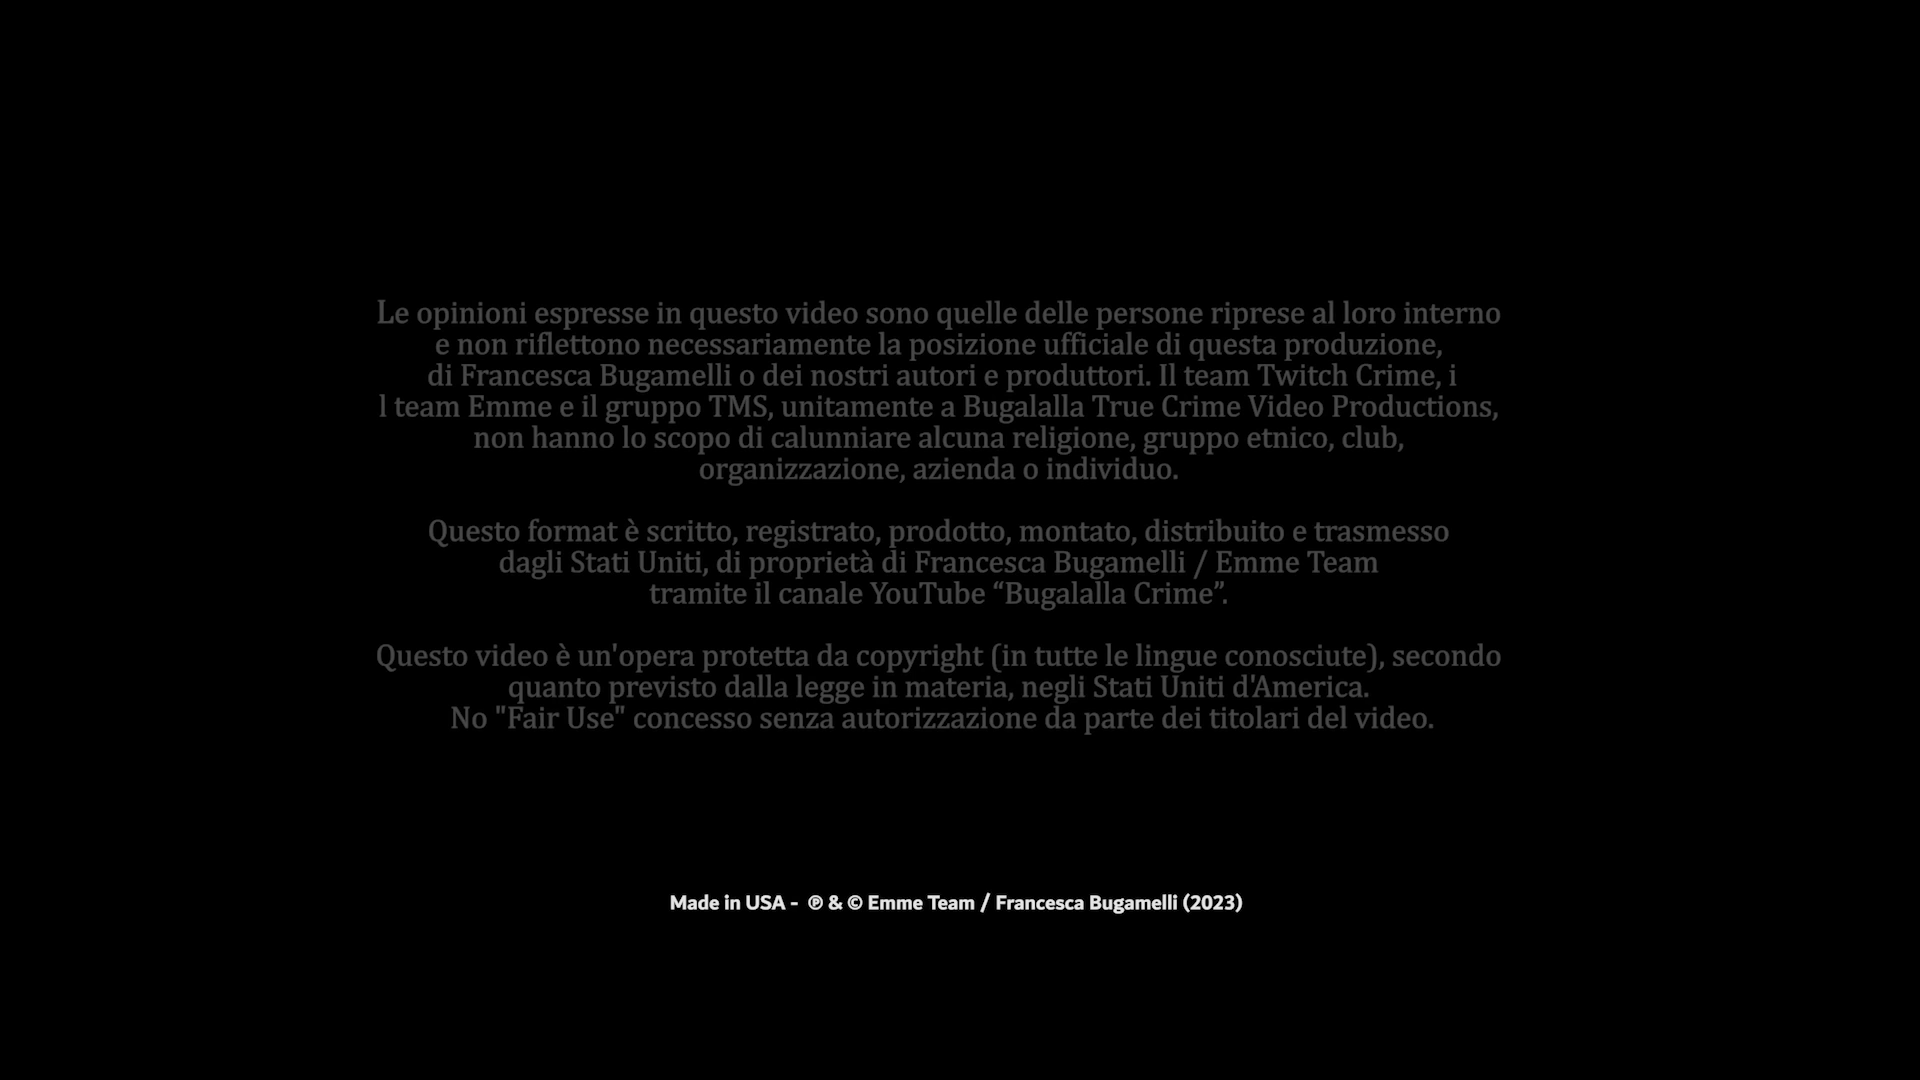 Le opinioni espresse in questo video sono quelle delle persone riprese al loro interno
e non riflettono necessariamente la posizione ufficiale di questa produzione,
di Francesca Bugamelli o dei nostri autori e produttori. Il team Twitch Crime, i
l team Emme e il gruppo TMS, unitamente a Bugalalla True Crime Video Productions,
non hanno lo scopo di calunniare alcuna religione, gruppo etnico, club,
organizzazione, azienda o individuo.
Questo format è scritto, registrato, prodotto, montato, distribuito e trasmesso
dagli Stati Uniti, di proprietà di Francesca Bugamelli / Emme Team
tramite il canale YouTube “Bugalalla Crime”.
Questo video è un'opera protetta da copyright (in tutte le lingue conosciute), secondo
quanto previsto dalla legge in materia, negli Stati Uniti d'America.
No "Fair Use" concesso senza autorizzazione da parte dei titolari del video.
Made in USA - ℗ & © Emme Team / Francesca Bugamelli (2023)